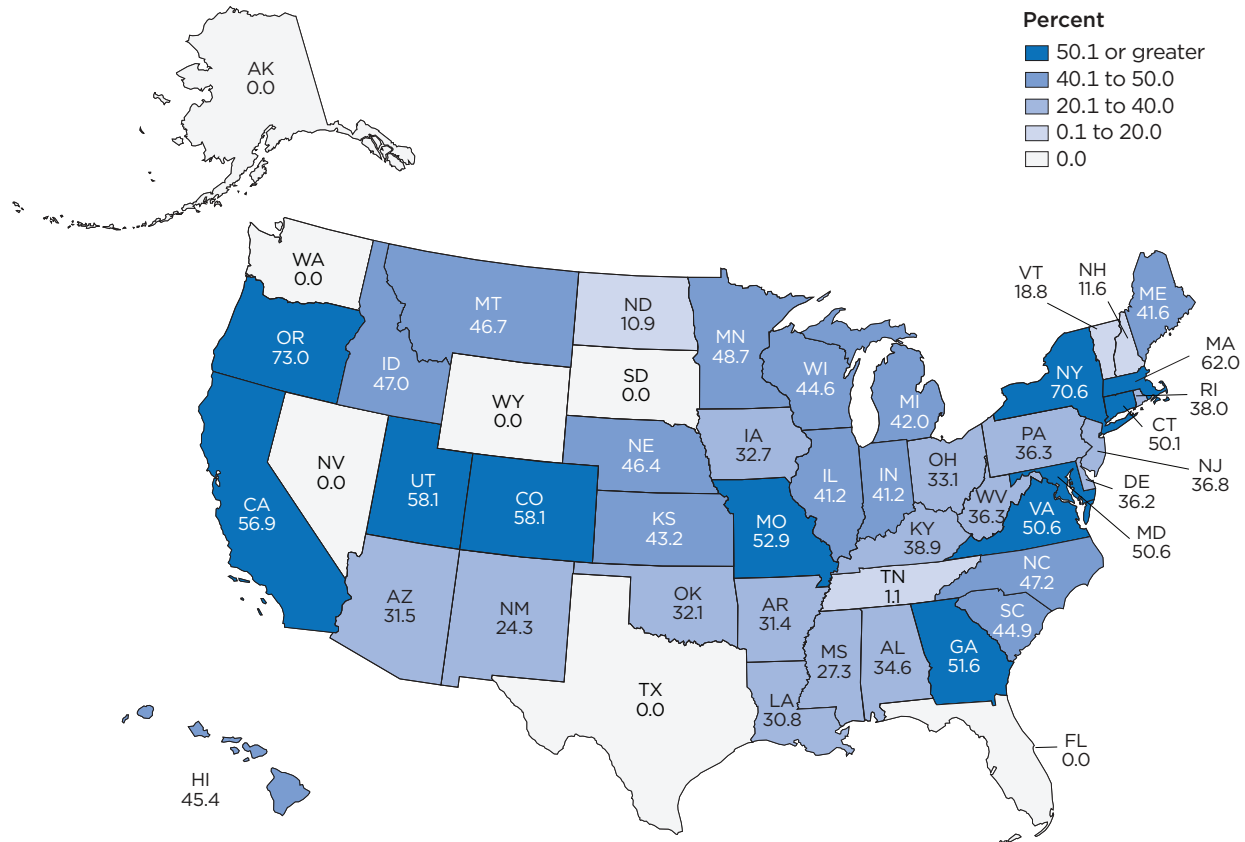 Percent
50.1 or greater
40.1 to 50.0
20.1 to 40.0
0.1 to 20.0
0.0
AK
0.0
WA
0.0
OR
73.0
CA
56.9
NV
0.0
ID
47.0
MT
46.7
WY
0.0
UT
58.1
CO
58.1
AZ
31.5
NM
24.3
ND
10.9
SD
0.0
NE
46.4
KS
43.2
OK
32.1
TX
0.0
MN
48.7
IA
32.7
MO
52.9
AR
31.4
LA
30.8
WI
44.6
IL
41.2
MI
42.0
IN
41.2
OH
33.1
KY
38.9
TN
1.1
MS
27.3
AL
34.6
GA
51.6
FL
0.0
SC
44.9
NC
47.2
VA
50.6
WV
36.3
PA
36.3
NY
70.6
VT
18.8
NH
11.6
ME
41.6
MA
62.0
RI
38.0
CT
50.1
NJ
36.8
DE
36.2
MD
50.6
HI
45.4